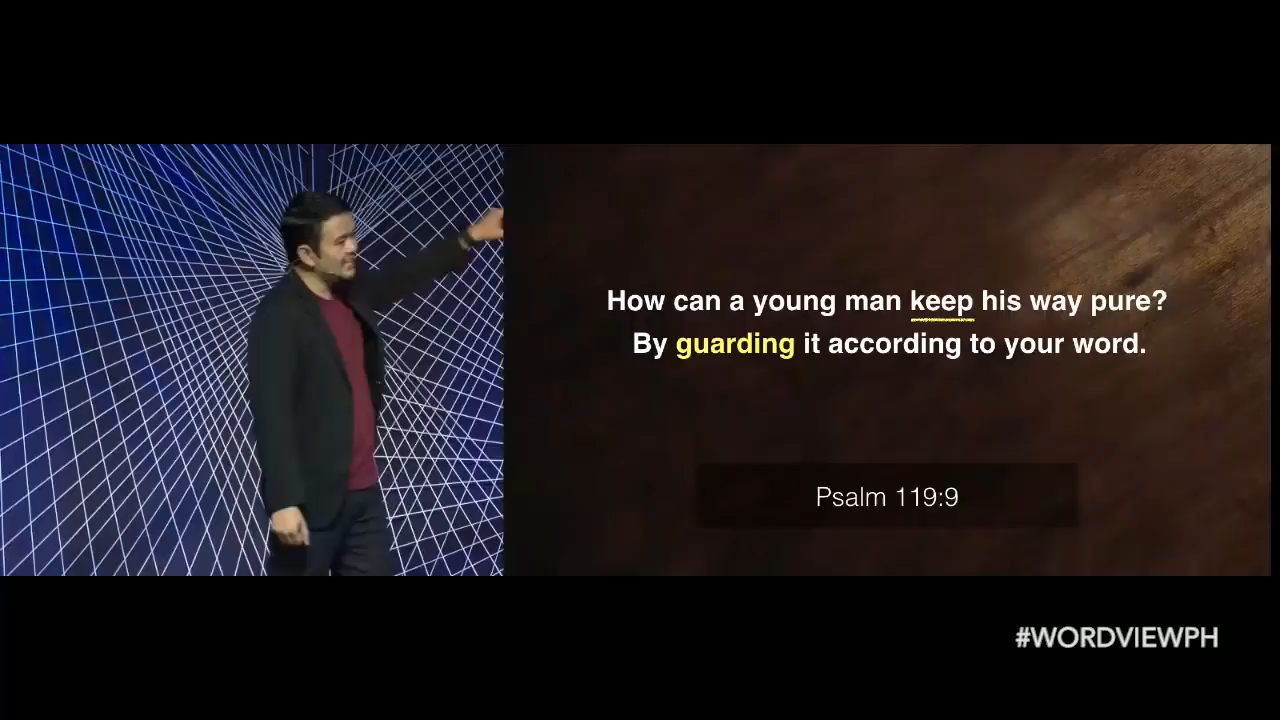 How can a young man keep his way pure?
By guarding it according to your word.
Psalm 119:9
#WORDVIEWPH